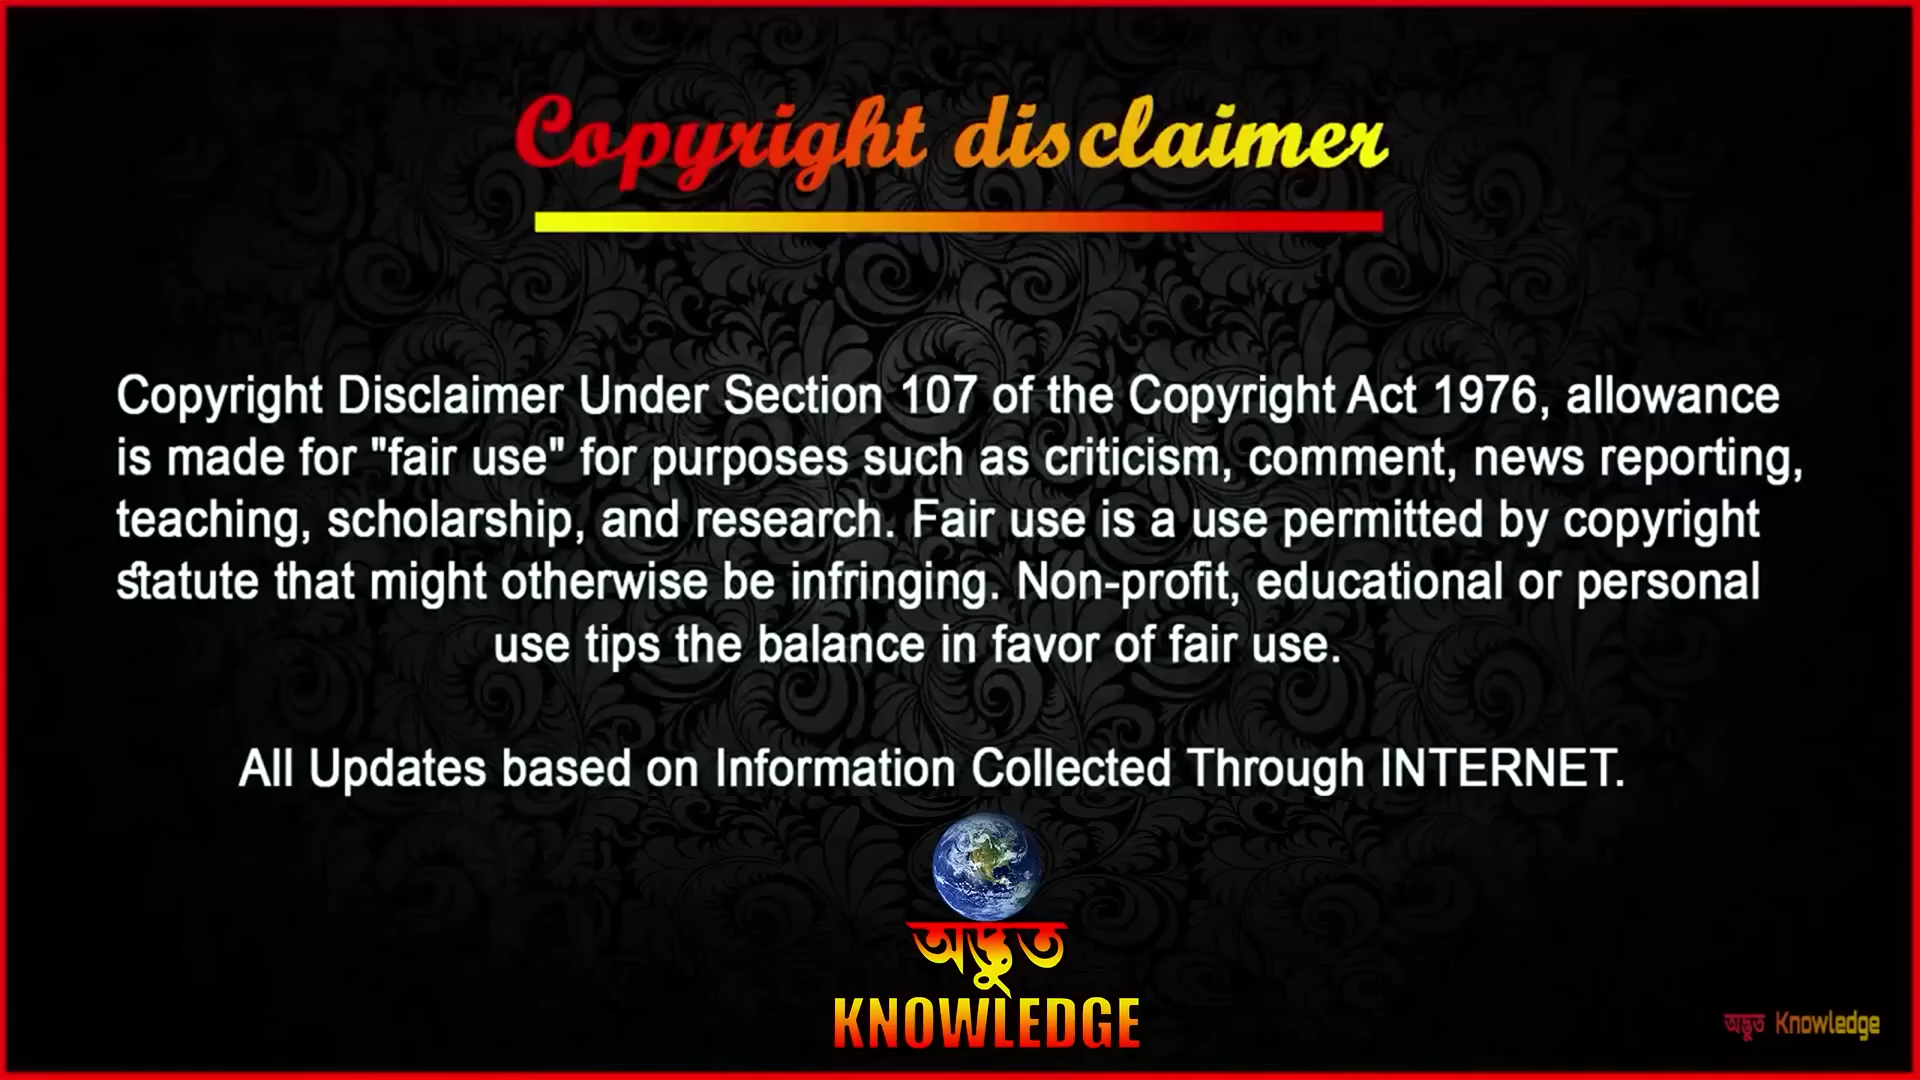 Copyright disclaimer
Copyright Disclaimer Under Section 107 of the Copyright Act 1976, allowance
is made for "fair use" for purposes such as criticism, comment, news reporting,
teaching, scholarship, and research. Fair use is a use permitted by copyright
statute that might otherwise be infringing. Non-profit, educational or personal
use tips the balance in favor of fair use.
All Updates based on Information Collected Through INTERNET.
অদ্ভুত
KNOWLEDGE
অদ্ভুত Knowledge